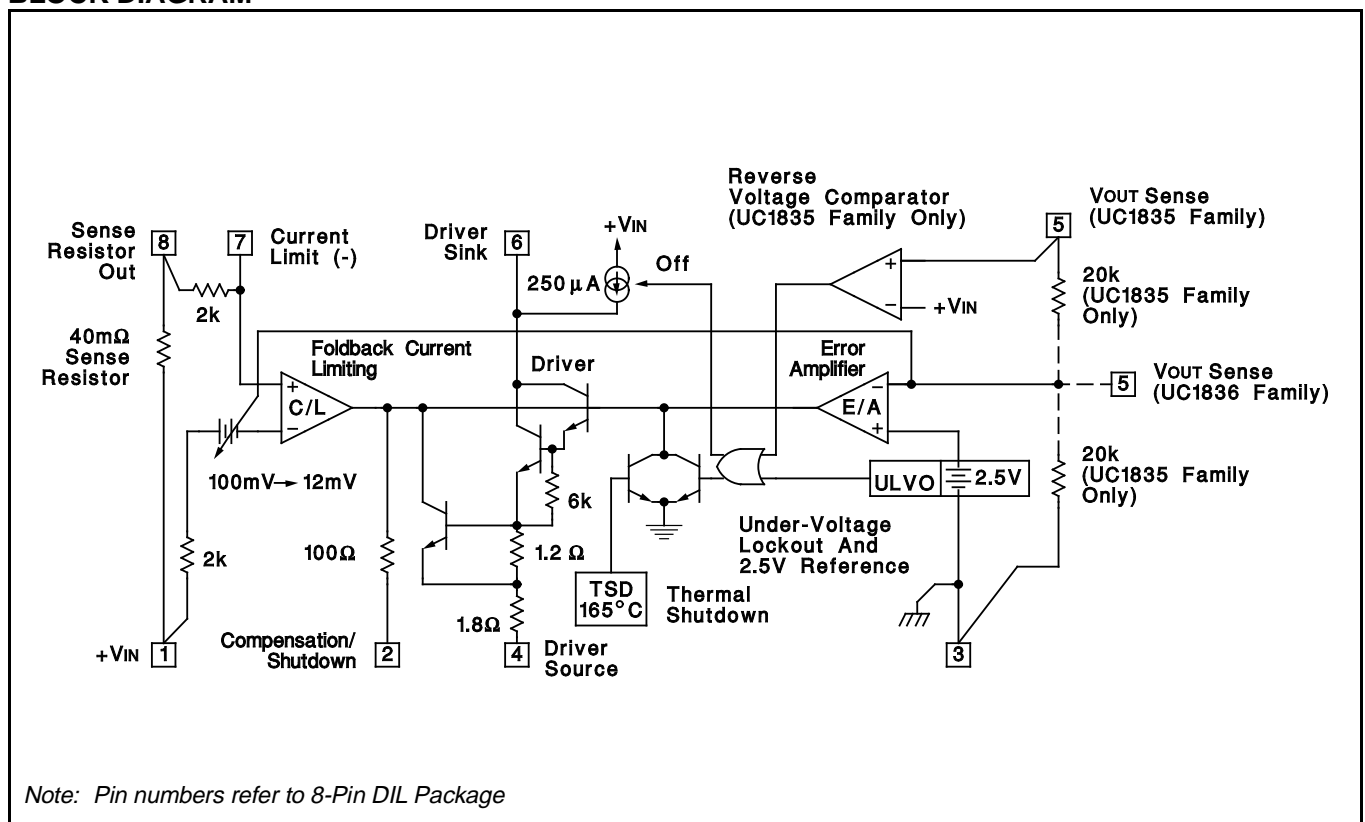 BLOCK DIAGRAM
Reverse
Voltage Comparator
(UC1835 Family Only)
VOUT Sense
(UC1835 Family)
5
Sense
Resistor
Out
8
7
Current
Limit (-)
Driver
Sink
6
+VIN
250 µA
Off
+
−
+VIN
20k
(UC1835 Family
Only)
2k
40mΩ
Sense
Resistor
Foldback Current
Limiting
Driver
Error
Amplifier
5
VOUT Sense
(UC1836 Family)
+
C/L
−
−
E/A
+
100mV→ 12mV
6k
ULVO
2.5V
20k
(UC1835 Family
Only)
2k
100Ω
1.2 Ω
Under-Voltage
Lockout And
2.5V Reference
TSD
165°C
Thermal
Shutdown
1.8Ω
+VIN
1
Compensation/
Shutdown
2
4
Driver
Source
3
Note: Pin numbers refer to 8-Pin DIL Package